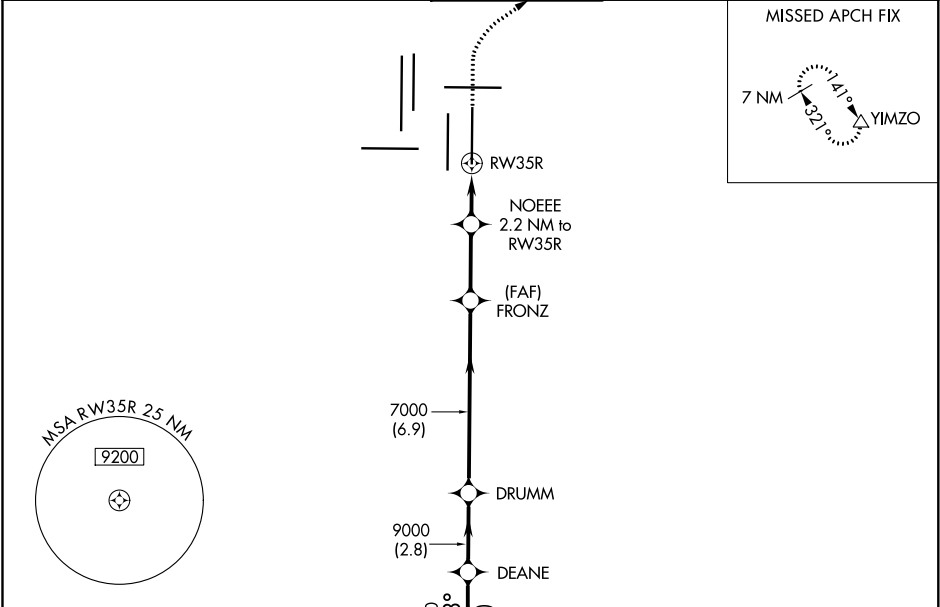 MISSED APCH FIX
7 NM
141°
321°
YIMZO
RW35R
NOEEE
2.2 NM to
RW35R
(FAF)
FRONZ
7000
(6.9)
MSA RW35R 25 NM
9200
DRUMM
9000
(2.8)
DEANE